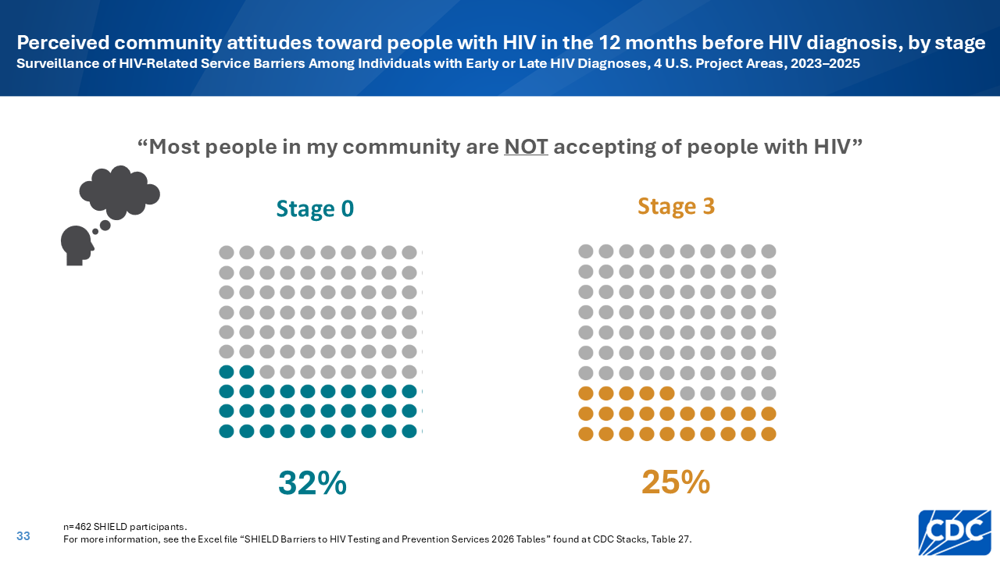 Perceived community attitudes toward people with HIV in the 12 months before HIV diagnosis, by stage
Surveillance of HIV-Related Service Barriers Among Individuals with Early or Late HIV Diagnoses, 4 U.S. Project Areas, 2023–2025
“Most people in my community are NOT accepting of people with HIV”
Stage 0
Stage 3
32%
25%
n=462 SHIELD participants.
For more information, see the Excel file “SHIELD Barriers to HIV Testing and Prevention Services 2026 Tables” found at CDC Stacks, Table 27.
33
CDC